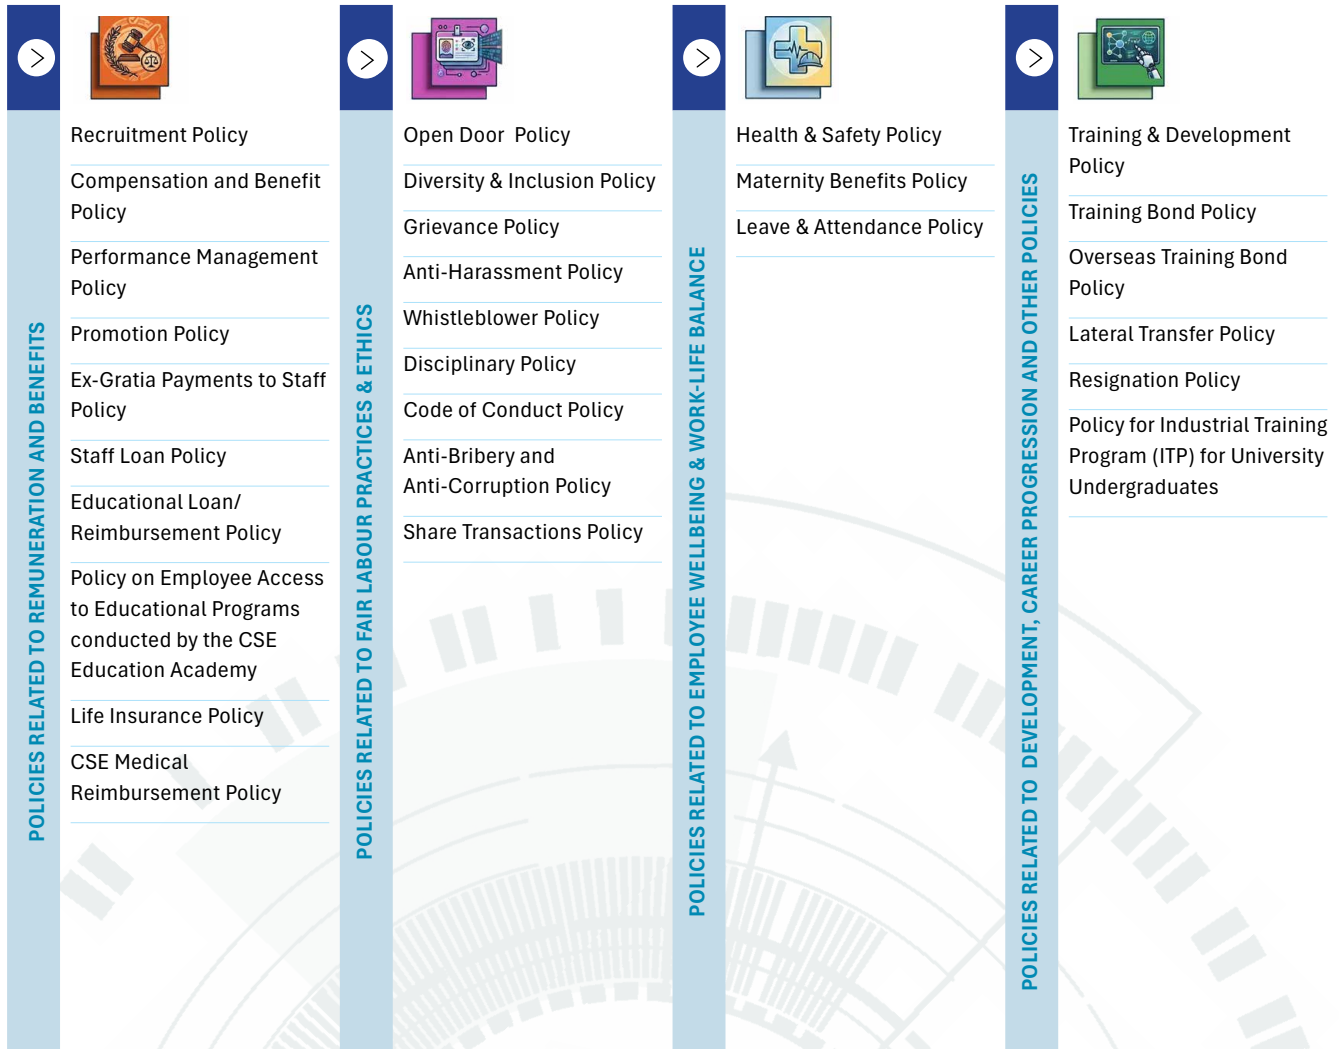 POLICIES RELATED TO REMUNERATION AND BENEFITS
Recruitment Policy
Compensation and Benefit
Policy
Performance Management
Policy
Promotion Policy
Ex-Gratia Payments to Staff
Policy
Staff Loan Policy
Educational Loan/
Reimbursement Policy
Policy on Employee Access
to Educational Programs
conducted by the CSE
Education Academy
Life Insurance Policy
CSE Medical
Reimbursement Policy
POLICIES RELATED TO FAIR LABOUR PRACTICES & ETHICS
Open Door Policy
Diversity & Inclusion Policy
Grievance Policy
Anti-Harassment Policy
Whistleblower Policy
Disciplinary Policy
Code of Conduct Policy
Anti-Bribery and
Anti-Corruption Policy
Share Transactions Policy
POLICIES RELATED TO EMPLOYEE WELLBEING & WORK-LIFE BALANCE
Health & Safety Policy
Maternity Benefits Policy
Leave & Attendance Policy
POLICIES RELATED TO DEVELOPMENT, CAREER PROGRESSION AND OTHER POLICIES
Training & Development
Policy
Training Bond Policy
Overseas Training Bond
Policy
Lateral Transfer Policy
Resignation Policy
Policy for Industrial Training
Program (ITP) for University
Undergraduates